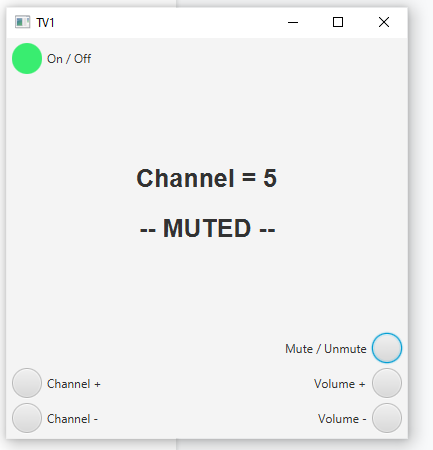 TV1
On / Off
Channel = 5
-- MUTED --
Mute / Unmute
Channel +
Volume +
Channel -
Volume -